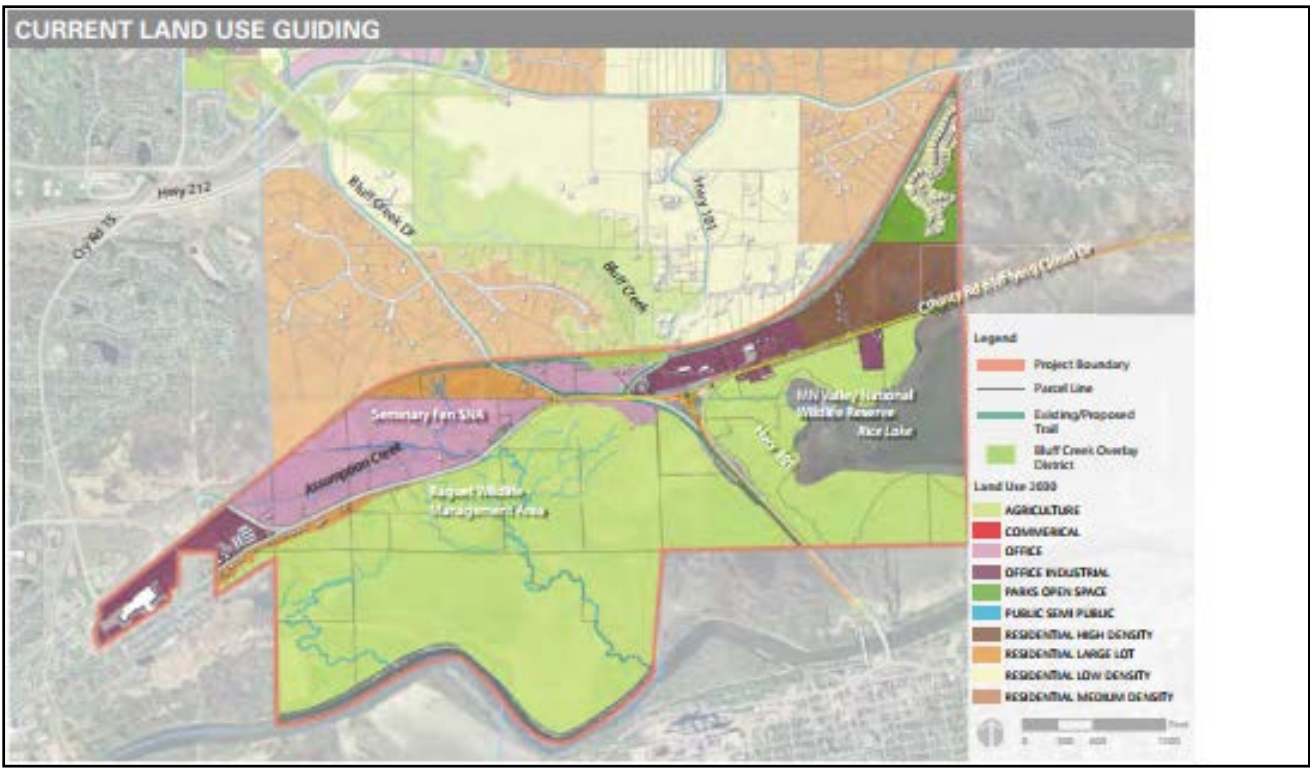 CURRENT LAND USE GUIDING
Hwy 212
Cty Rd 15
Bluff Creek Dr
Hwy 101
Bluff Creek
County Rd 61/Flying Cloud Dr
Seminary Fen SNA
Assumption Creek
Raguet Wildlife
Management Area
MN Valley National
Wildlife Reserve
Rice Lake
Hwy 101
Legend
Project Boundary
Parcel Line
Existing/Proposed
Trail
Bluff Creek Overlay
District
Land Use 2030
AGRICULTURE
COMMERICAL
OFFICE
OFFICE INDUSTRIAL
PARKS OPEN SPACE
PUBLIC SEMI PUBLIC
RESIDENTIAL HIGH DENSITY
RESIDENTIAL LARGE LOT
RESIDENTIAL LOW DENSITY
RESIDENTIAL MEDIUM DENSITY
Feet
0